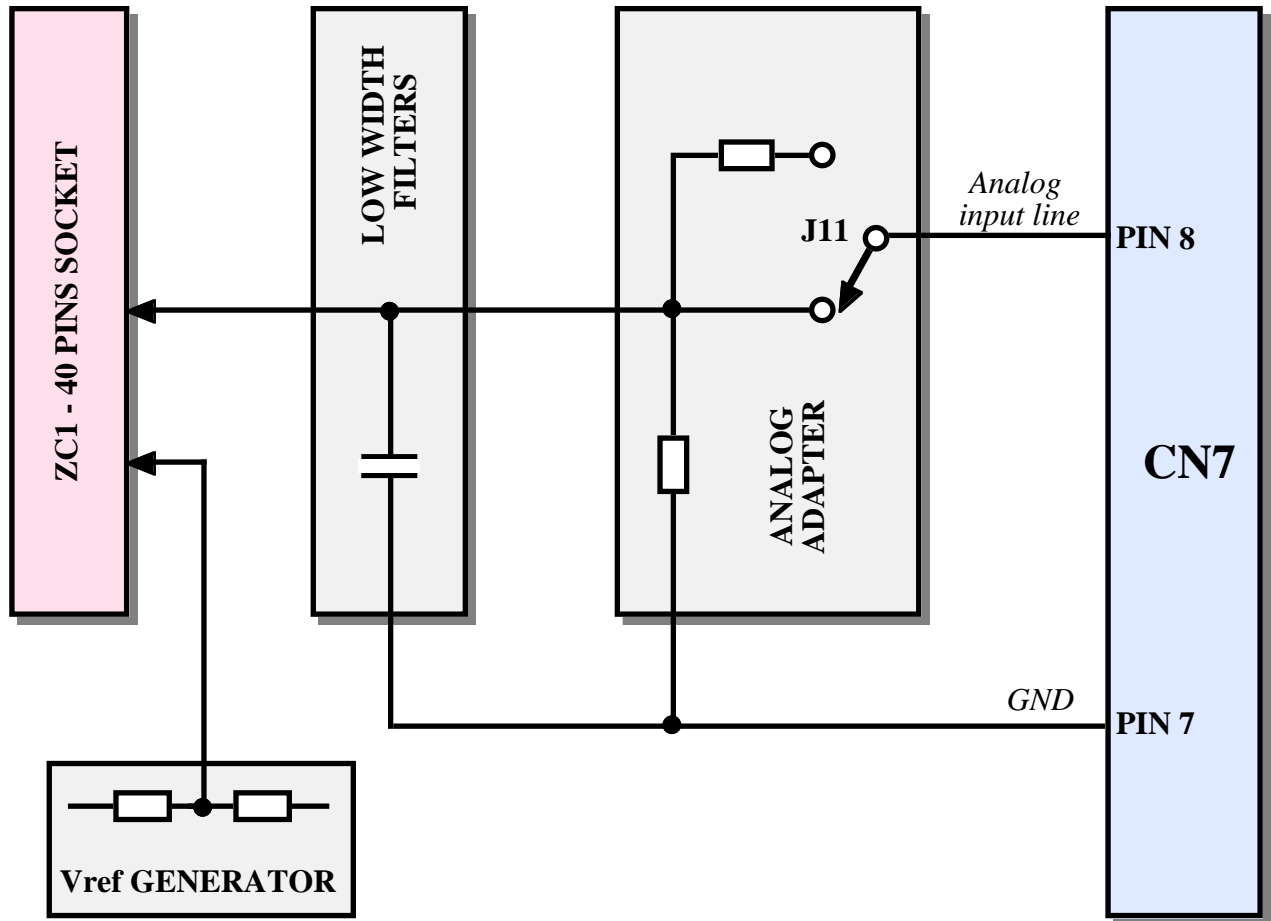 ZC1 - 40 PINS SOCKET
LOW WIDTH
FILTERS
J11
ANALOG
ADAPTER
Analog
input line
PIN 8
CN7
GND
PIN 7
Vref GENERATOR